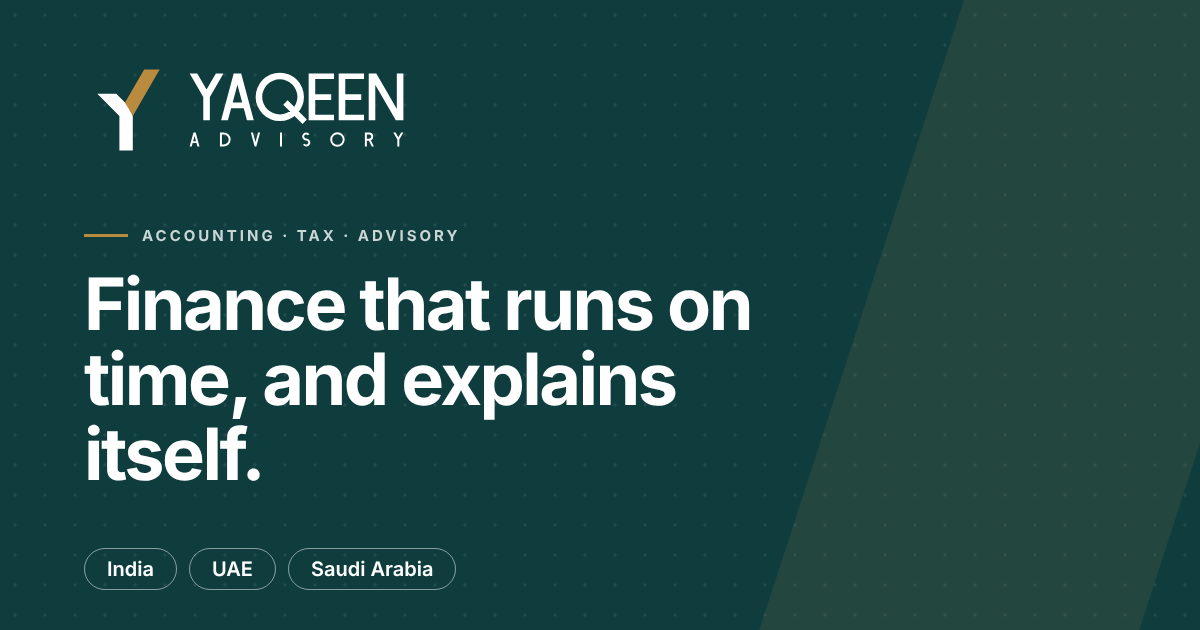 YAQEEN
ADVISORY
ACCOUNTING · TAX · ADVISORY
Finance that runs on
time, and explains
itself.
India
UAE
Saudi Arabia